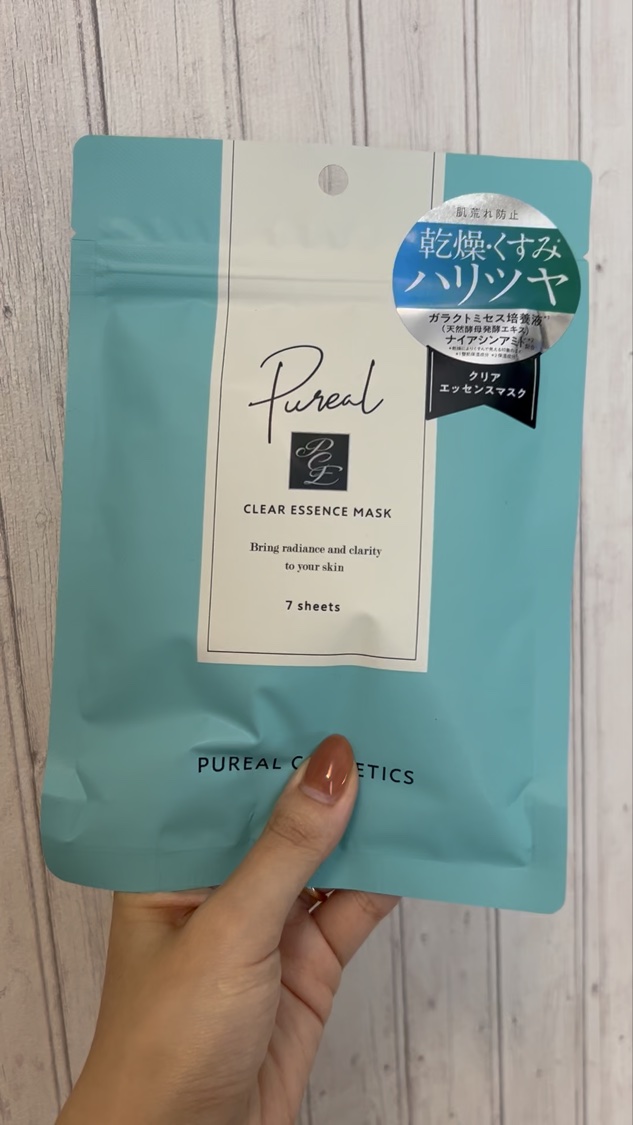 肌荒れ防止
乾燥・くすみ
ハリツヤ
ガラクトミセス培養液
(天然酵母発酵エキス)
ナイアシンアミド
クリア
エッセンスマスク
Pureal
PCE
CLEAR ESSENCE MASK
Bring radiance and clarity
to your skin
7 sheets
PUREAL C ETICS